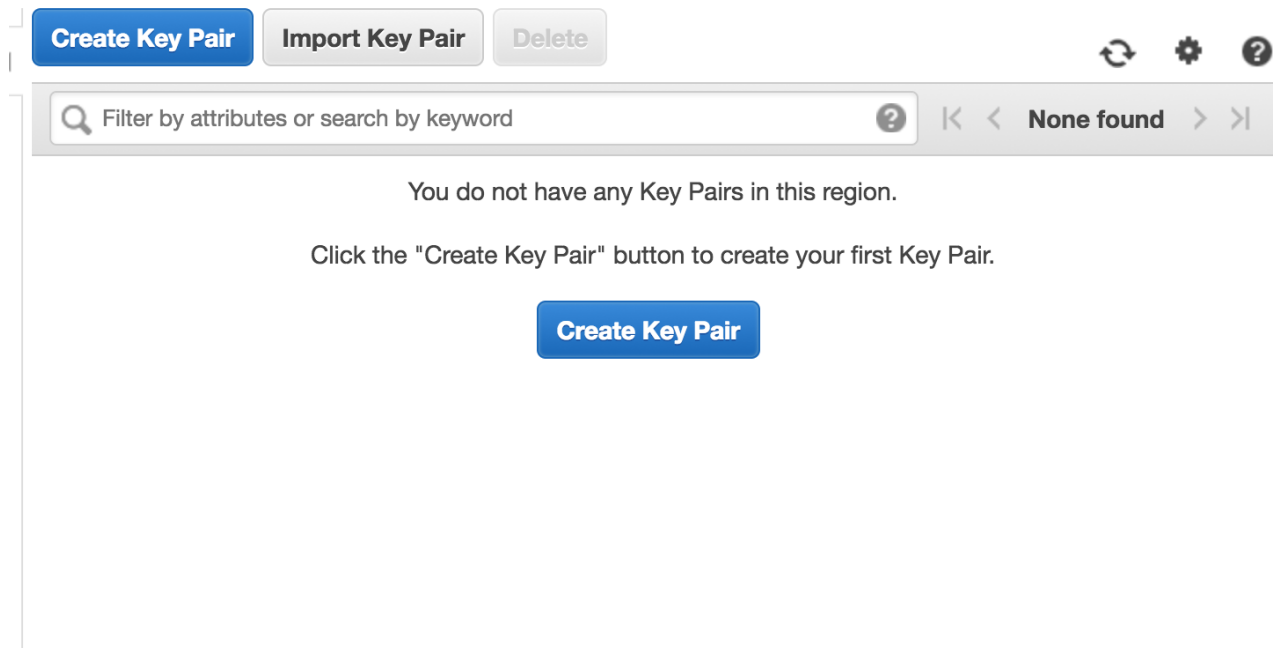 Create Key Pair Import Key Pair Delete
Filter by attributes or search by keyword None found
You do not have any Key Pairs in this region.
Click the "Create Key Pair" button to create your first Key Pair.
Create Key Pair